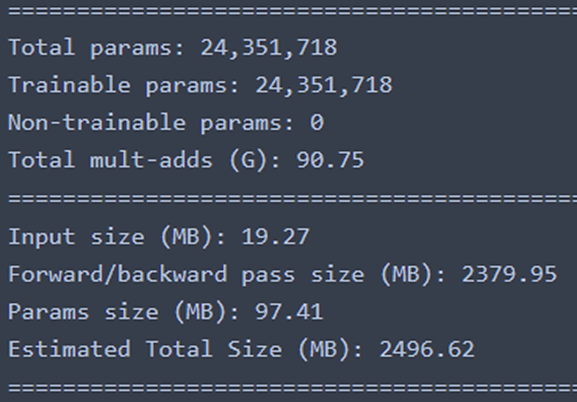 ==========================================
Total params: 24,351,718
Trainable params: 24,351,718
Non-trainable params: 0
Total mult-adds (G): 90.75
==========================================
Input size (MB): 19.27
Forward/backward pass size (MB): 2379.95
Params size (MB): 97.41
Estimated Total Size (MB): 2496.62
==========================================